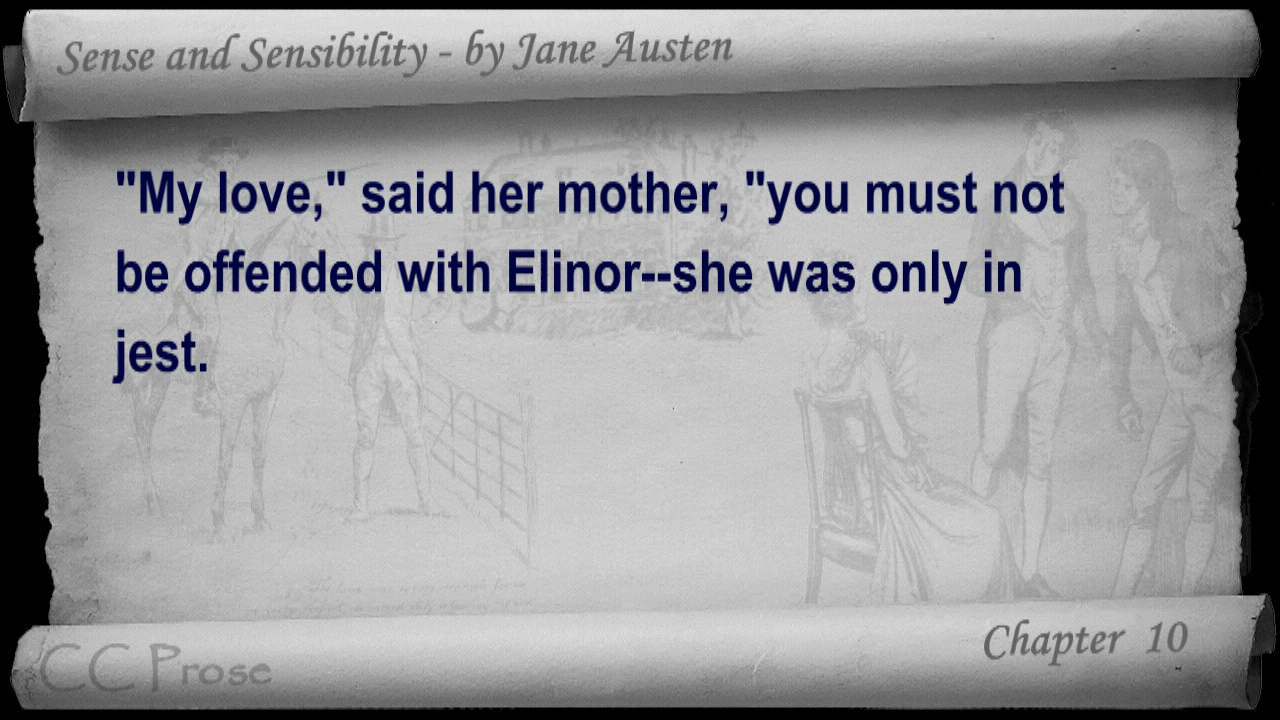 Sense and Sensibility - by Jane Austen
"My love," said her mother, "you must not
be offended with Elinor--she was only in
jest.
Chapter 10
CC Prose